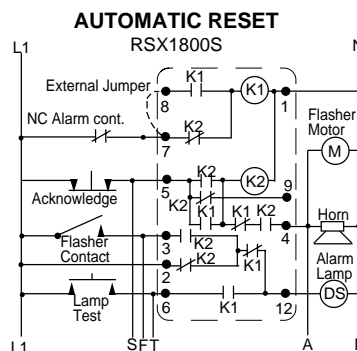 AUTOMATIC RESET
RSX1800S
L1
N
External Jumper
K1
K1
8
1
Flasher
Motor
NC Alarm cont.
K2
M
7
5
K2
K2
9
Acknowledge
K2
K1
K1
K2
Horn
3
4
Flasher
Contact
K2
K2
K1
2
Alarm
Lamp
Lamp
Test
DS
6
K1
12
L1
S
F
T
A